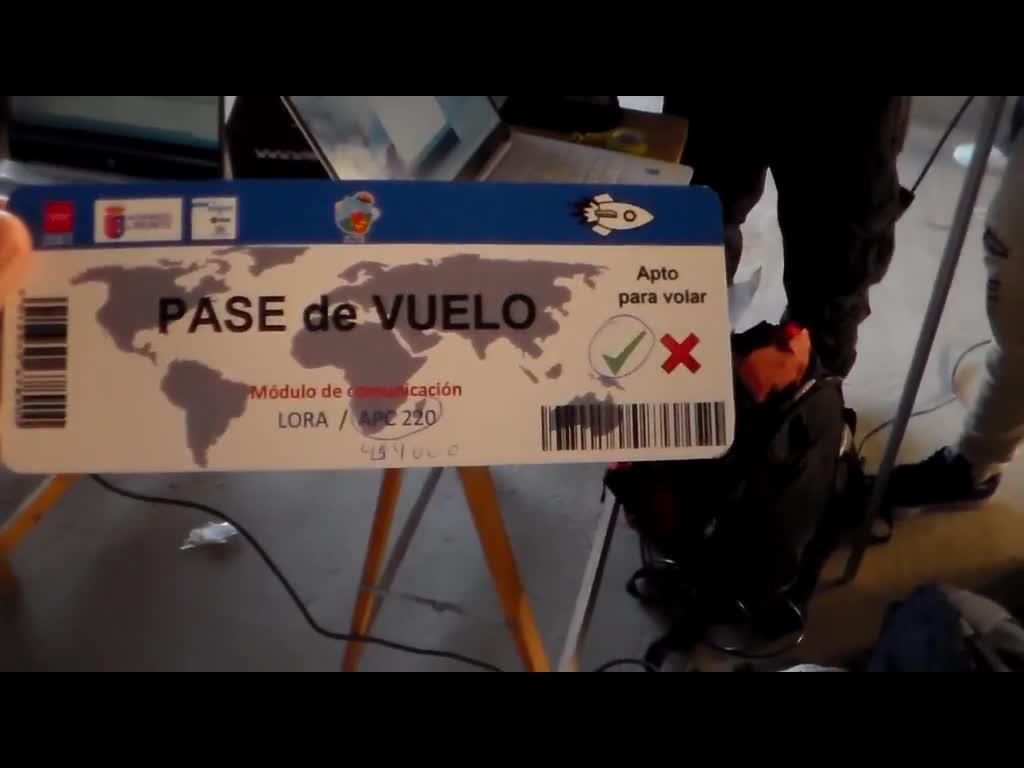 Apto
para volar
PASE de VUELO
Módulo de comunicación
LORA / APC 220